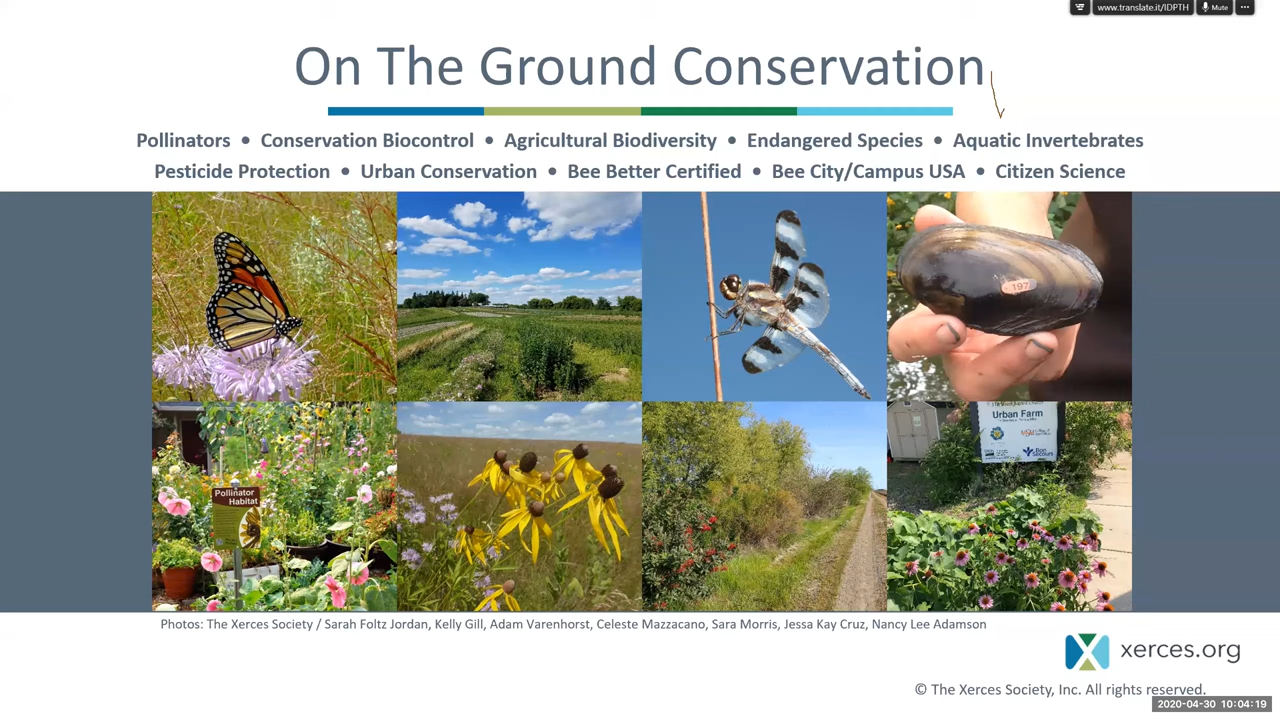 www.translate.it/IDPTH Mute
On The Ground Conservation
Pollinators • Conservation Biocontrol • Agricultural Biodiversity • Endangered Species • Aquatic Invertebrates
Pesticide Protection • Urban Conservation • Bee Better Certified • Bee City/Campus USA • Citizen Science
197
Pollinator
Habitat
Urban Farm
Bon
Secours
Photos: The Xerces Society / Sarah Foltz Jordan, Kelly Gill, Adam Varenhorst, Celeste Mazzacano, Sara Morris, Jessa Kay Cruz, Nancy Lee Adamson
xerces.org
© The Xerces Society, Inc. All rights reserved.
2020-04-30 10:04:19